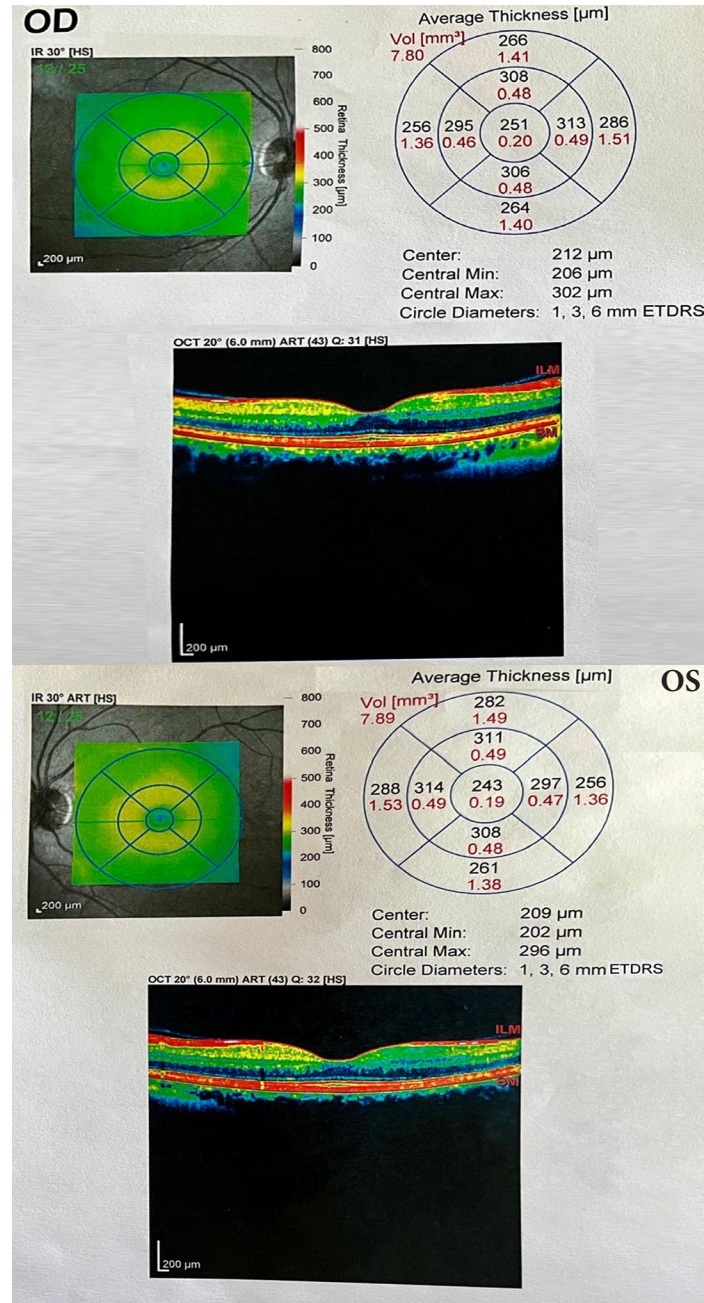 OD
IR 30° [HS]
12 / 25
800
700
600
500
400
300
200
100
0
Retina Thickness [µm]
200 µm
Average Thickness [µm]
Vol [mm³]
7.80
266
1.41
308
0.48
256
1.36
295
0.46
251
0.20
313
0.49
286
1.51
306
0.48
264
1.40
Center: 212 µm
Central Min: 206 µm
Central Max: 302 µm
Circle Diameters: 1, 3, 6 mm ETDRS
OCT 20° (6.0 mm) ART (43) Q: 31 [HS]
ILM
BM
200 µm
OS
IR 30° ART [HS]
12 / 25
800
700
600
500
400
300
200
100
0
Retina Thickness [µm]
200 µm
Average Thickness [µm]
Vol [mm³]
7.89
282
1.49
311
0.49
288
1.53
314
0.49
243
0.19
297
0.47
256
1.36
308
0.48
261
1.38
Center: 209 µm
Central Min: 202 µm
Central Max: 296 µm
Circle Diameters: 1, 3, 6 mm ETDRS
OCT 20° (6.0 mm) ART (43) Q: 32 [HS]
ILM
BM
200 µm